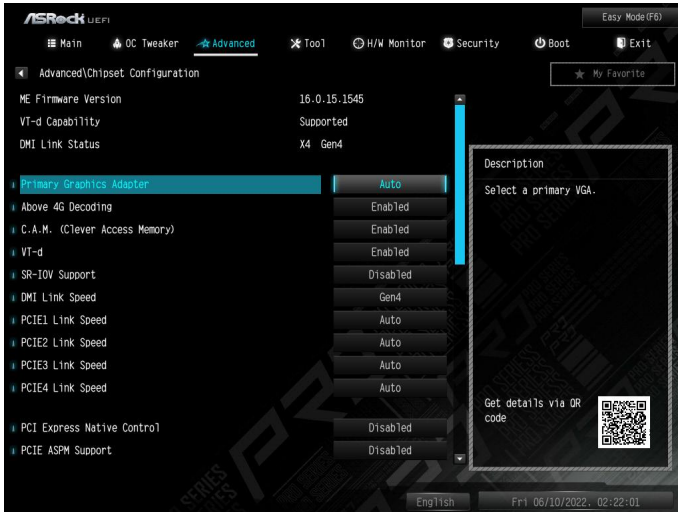 ASRock UEFI
Easy Mode(F6)
Main OC Tweaker Advanced Tool H/W Monitor Security Boot Exit
Advanced\Chipset Configuration
My Favorite
ME Firmware Version 16.0.15.1545
VT-d Capability Supported
DMI Link Status X4 Gen4
Description
Primary Graphics Adapter Auto
Select a primary VGA.
Above 4G Decoding Enabled
C.A.M. (Clever Access Memory) Enabled
VT-d Enabled
SR-IOV Support Disabled
DMI Link Speed Gen4
PCIE1 Link Speed Auto
PCIE2 Link Speed Auto
PCIE3 Link Speed Auto
PCIE4 Link Speed Auto
Get details via QR
code
PCI Express Native Control Disabled
PCIE ASPM Support Disabled
English
Fri 06/10/2022, 02:22:01